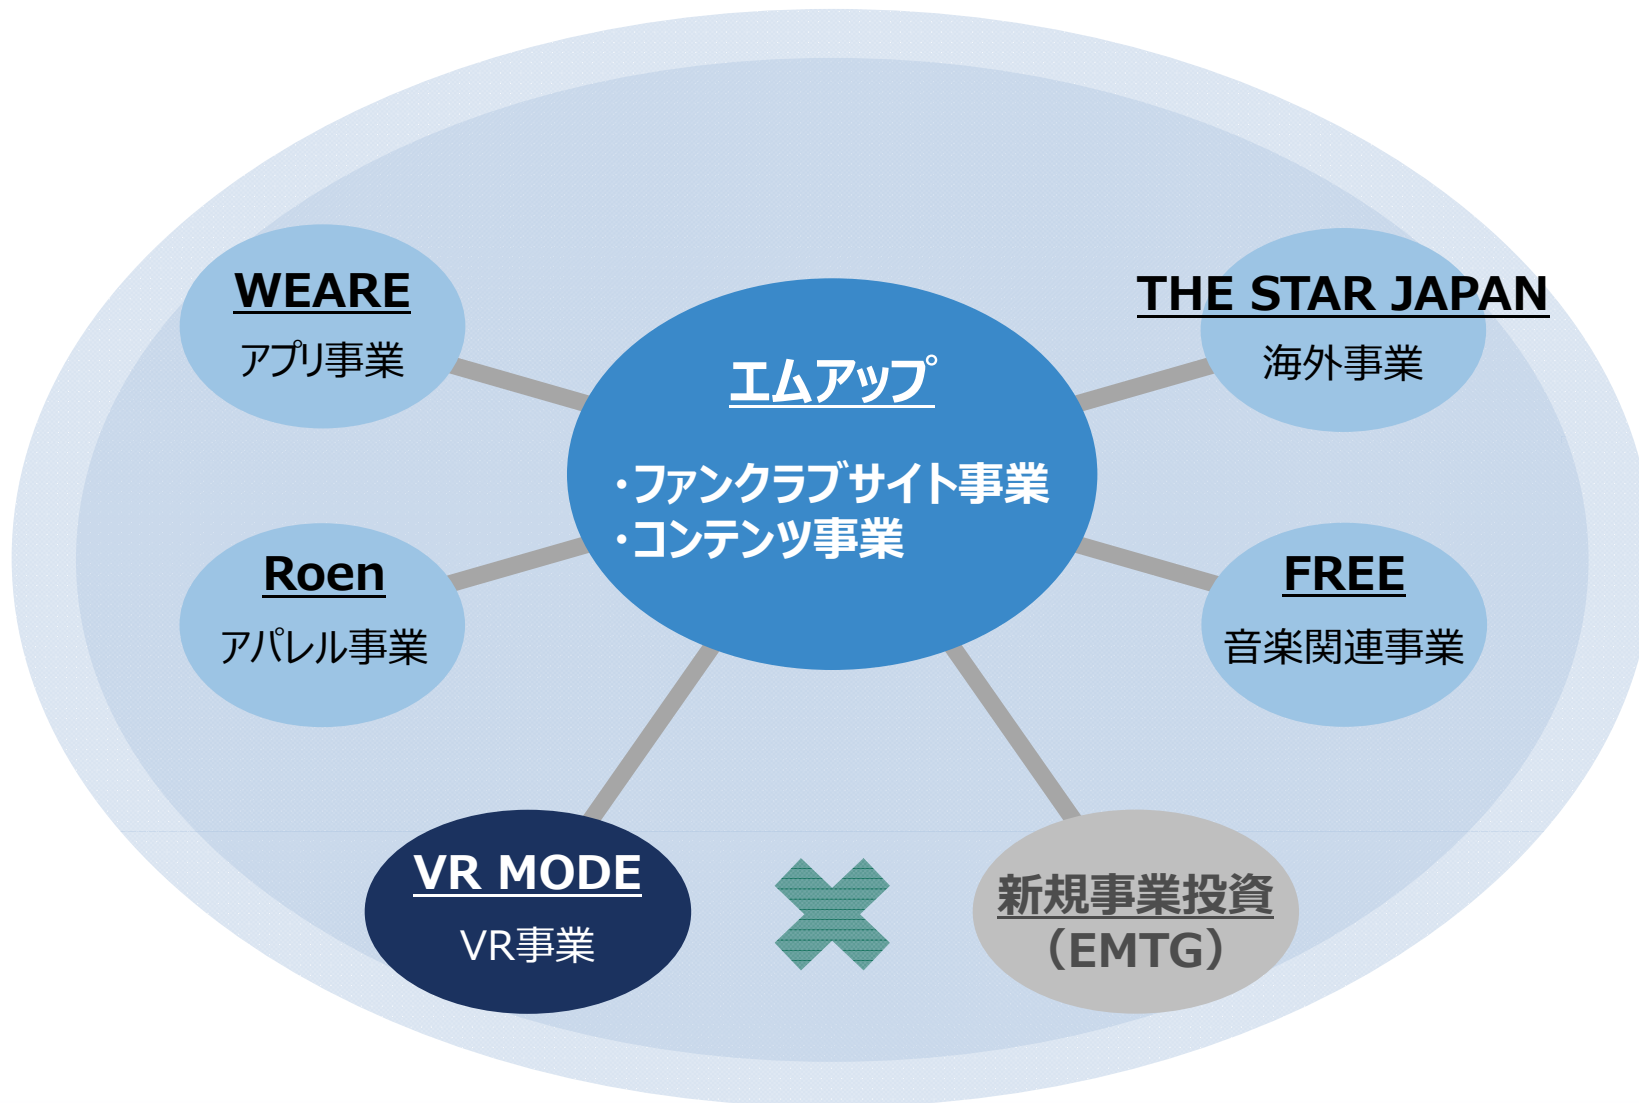 WEARE
アプリ事業
THE STAR JAPAN
海外事業
エムアップ
・ファンクラブサイト事業
・コンテンツ事業
Roen
アパレル事業
FREE
音楽関連事業
VR MODE
VR事業
新規事業投資
（EMTG）